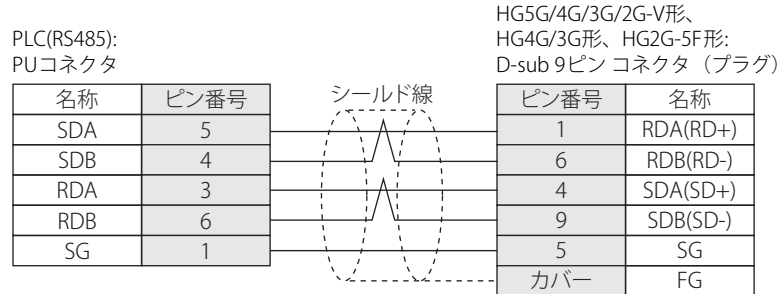 HG5G/4G/3G/2G-V形、
PLC(RS485): HG4G/3G形、HG2G-5F形:
PUコネクタ D-sub 9ピン コネクタ（プラグ）
名称 ピン番号 シールド線 ピン番号 名称
SDA 5 1 RDA(RD+)
SDB 4 6 RDB(RD-)
RDA 3 4 SDA(SD+)
RDB 6 9 SDB(SD-)
SG 1 5 SG
カバー FG